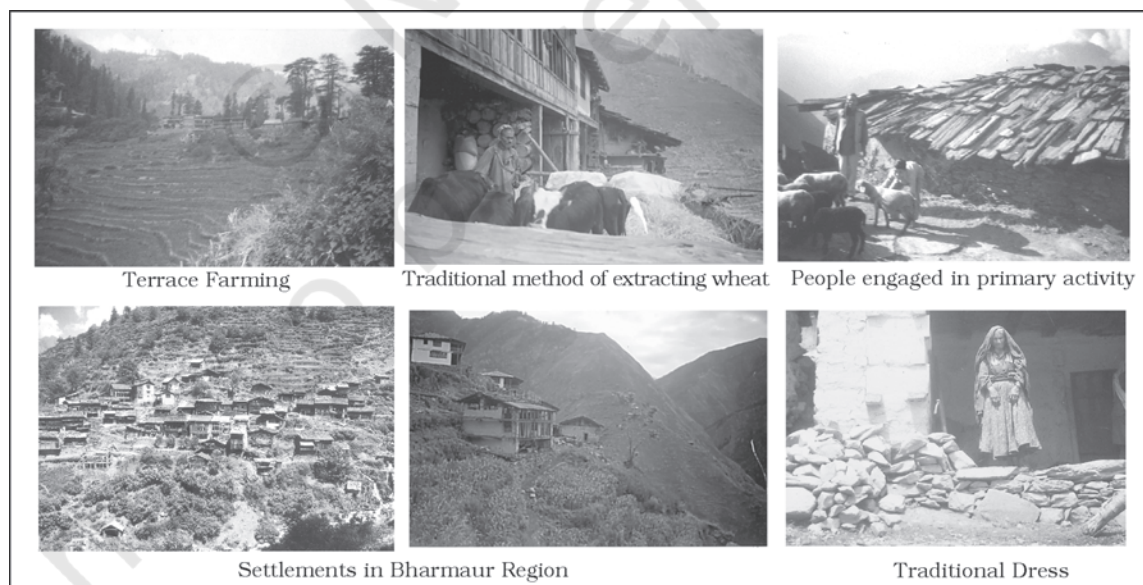 Terrace Farming
Traditional method of extracting wheat
People engaged in primary activity
Settlements in Bharmaur Region
Traditional Dress